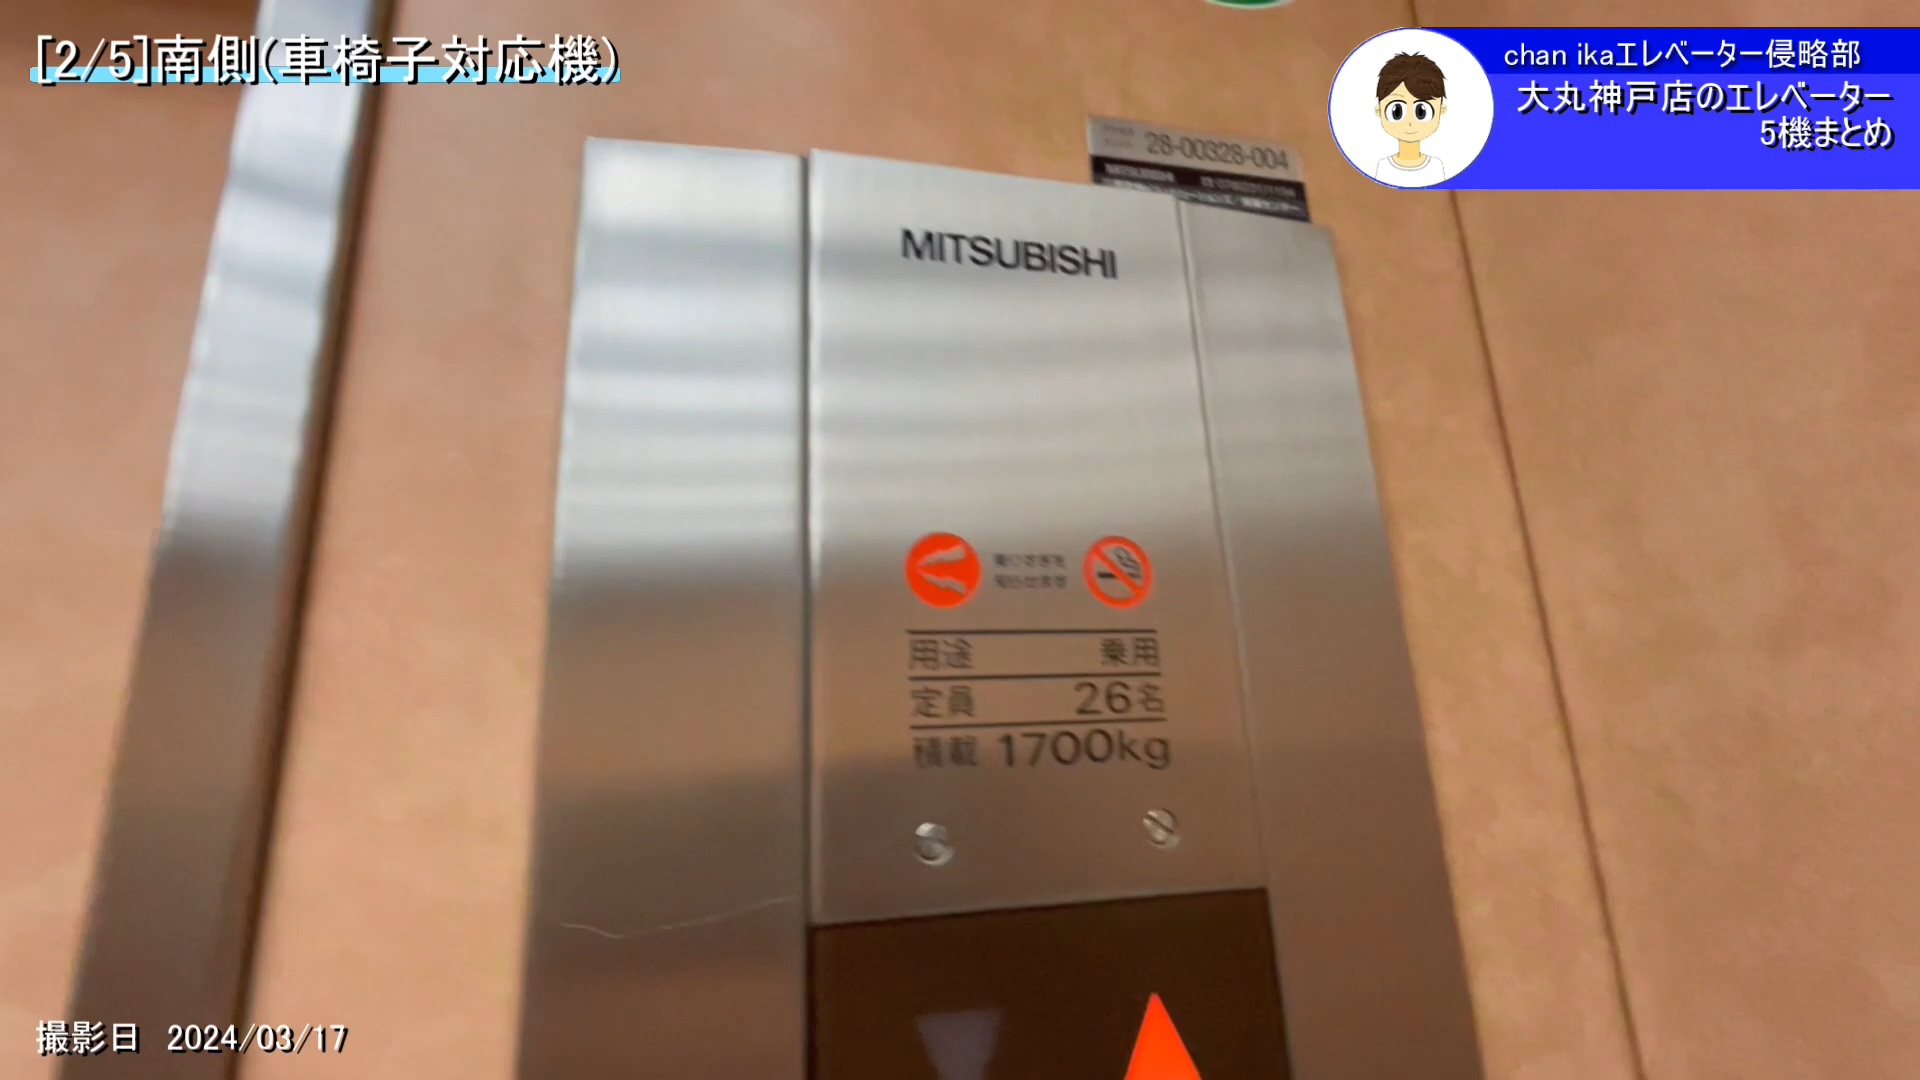 [2/5]南側(車椅子対応機)
chan ikaエレベーター侵略部
大丸神戸店のエレベーター
5機まとめ
28-00328-004
MITSUBISHI
MITSUBISHI
用途 乗用
定員 26名
積載 1700kg
撮影日 2024/03/17